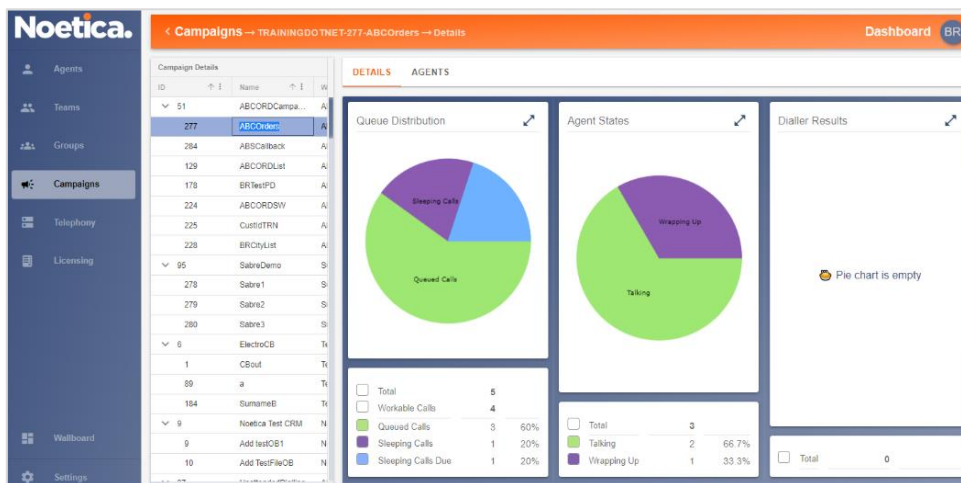 Noetica.
< Campaigns → TRAININGDOTNET-277-ABCOrders → Details
Dashboard BR
Agents
Teams
Groups
Campaigns
Telephony
Licensing
Wallboard
Settings
Campaign Details
ID Name W
51 ABCORDCampa... A
277 ABCOrders A
284 ABSCallback A
129 ABCORDList A
178 BRTestPD A
224 ABCORDSW A
225 CustIdTRN A
228 BRCityList A
95 SabreDemo S
278 Sabre1 S
279 Sabre2 S
280 Sabre3 S
6 ElectroCB Te
1 CBout Te
89 a Te
184 SurnameB Te
9 Noetica Test CRM N
9 Add testOB1 N
10 Add TestFileOB N
DETAILS AGENTS
Queue Distribution
Sleeping Calls
Queued Calls
Total 5
Workable Calls 4
Queued Calls 3 60%
Sleeping Calls 1 20%
Sleeping Calls Due 1 20%
Agent States
Wrapping Up
Talking
Total 3
Talking 2 66.7%
Wrapping Up 1 33.3%
Dialler Results
Pie chart is empty
Total 0